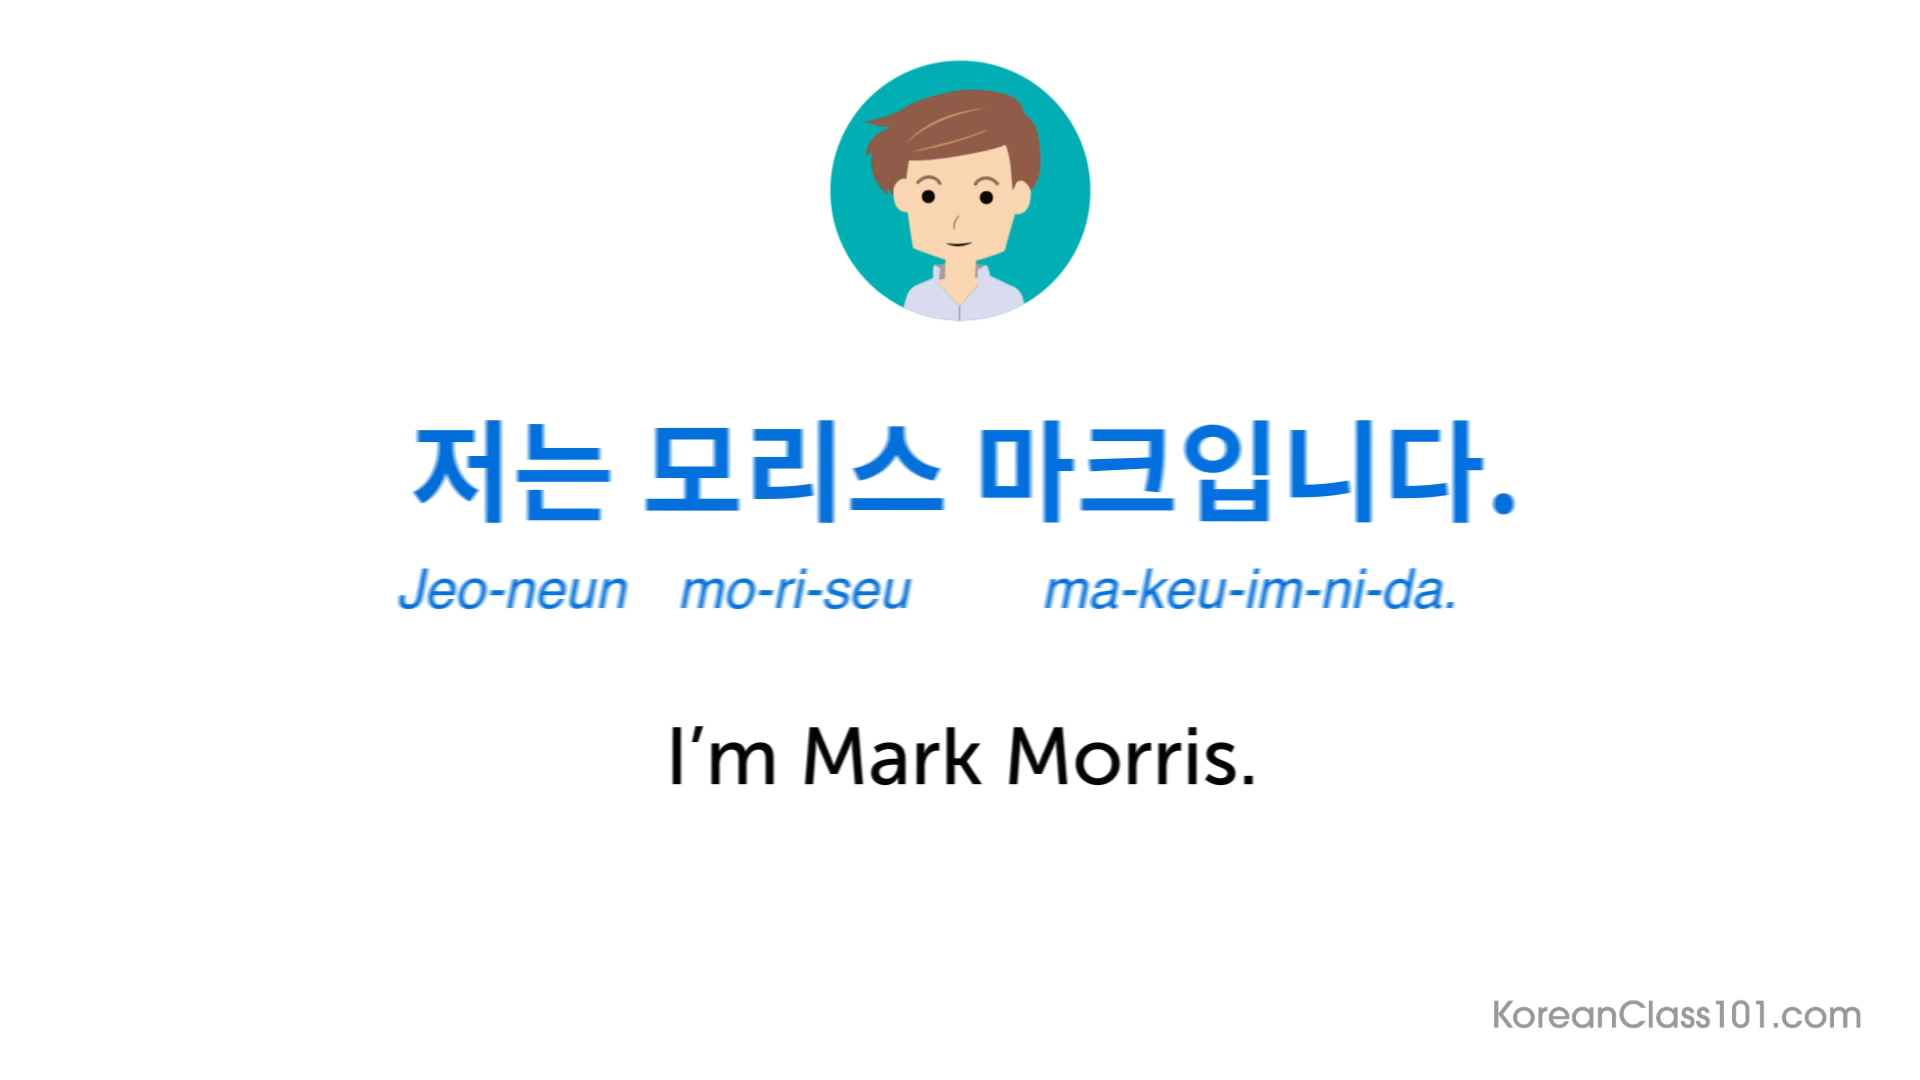 저는 모리스 마크입니다.
Jeo-neun mo-ri-seu ma-keu-im-ni-da.
I’m Mark Morris.
KoreanClass101.com